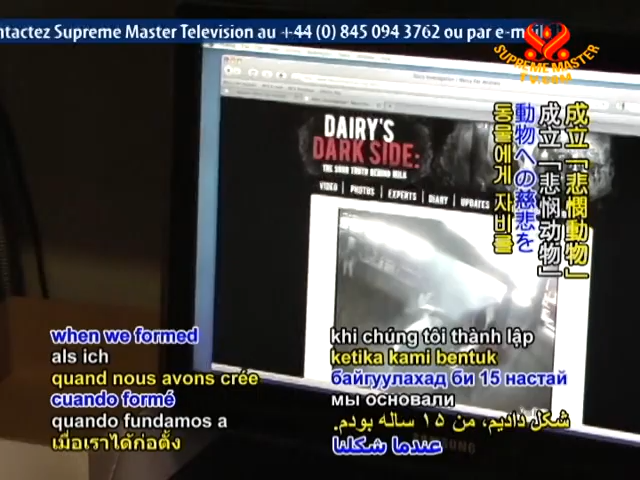 ntactez Supreme Master Television au +44 (0) 845 094 3762 ou par e-mail
SUPREME MASTER
TV.COM
DAIRY'S
DARK SIDE:
THE SOUR TRUTH BEHIND MILK
VIDEO | PHOTOS | EXPERTS | DIARY | UPDATES
成立「悲憫動物」
成立「悲悯动物」
動物への慈悲を
동물에게 자비를
when we formed
als ich
quand nous avons crée
cuando formé
quando fundamos a
เมื่อเราได้ก่อตั้ง
khi chúng tôi thành lập
ketika kami bentuk
байгуулахад би 15 настай
мы основали
شکل دادیم، من ۱۵ ساله بودم.
عندما شكلنا
SAMSUNG